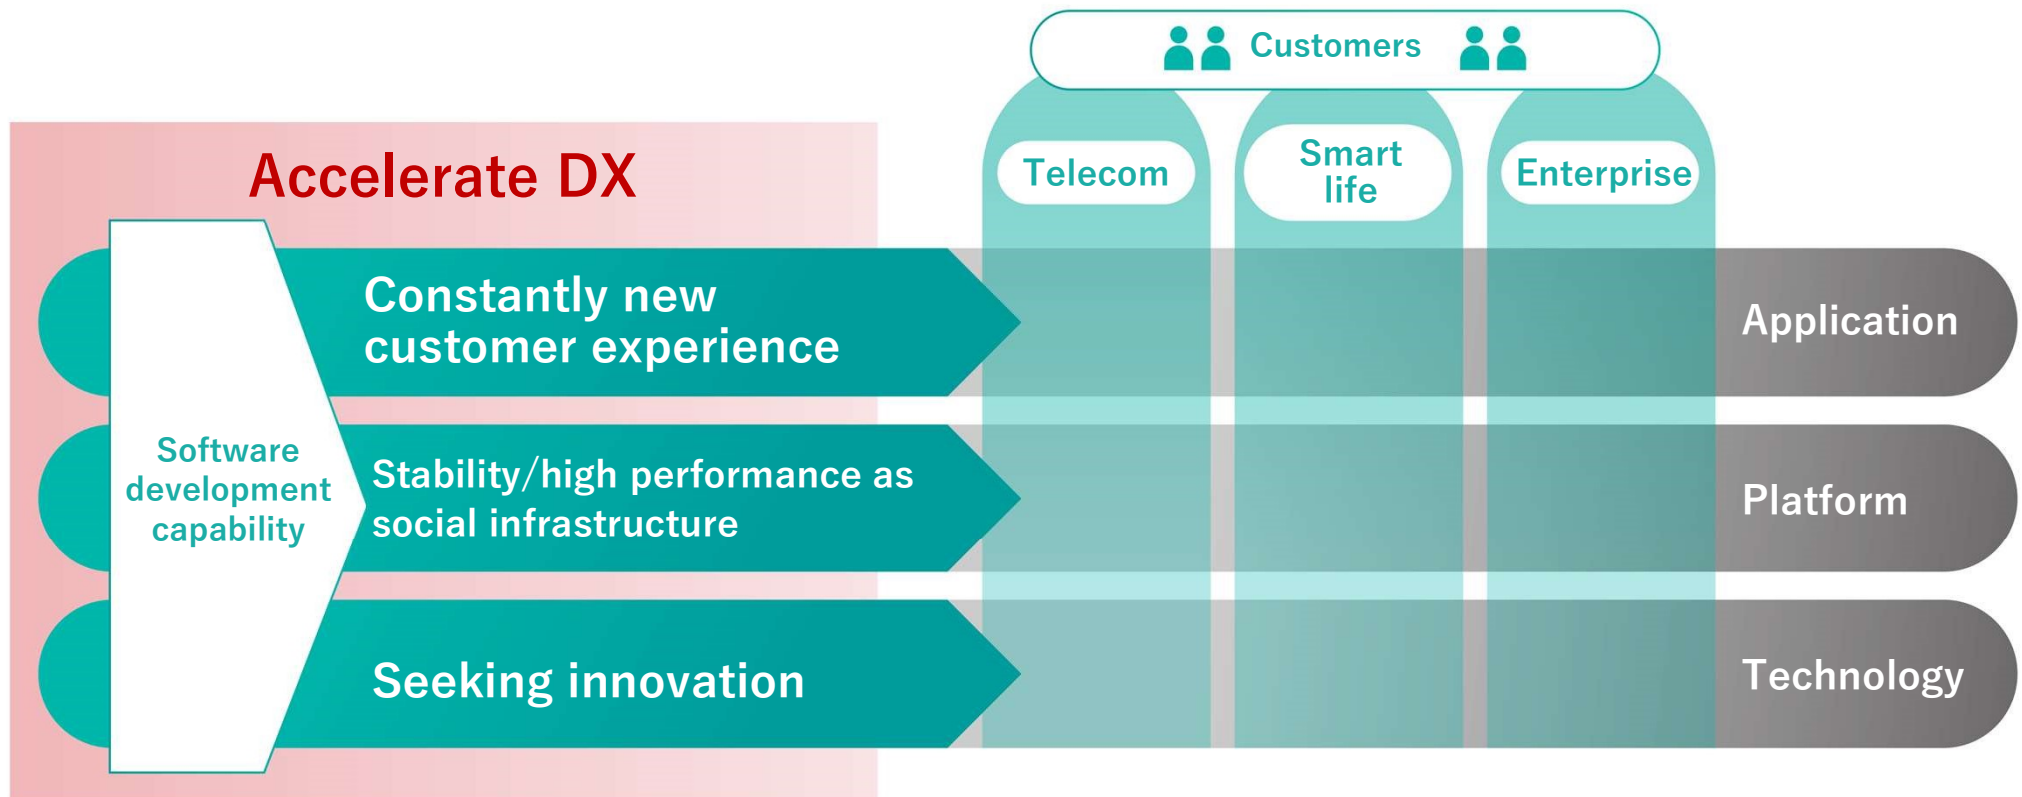 Customers
Accelerate DX
Telecom
Smart
life
Enterprise
Software
development
capability
Constantly new
customer experience
Application
Stability/high performance as
social infrastructure
Platform
Seeking innovation
Technology